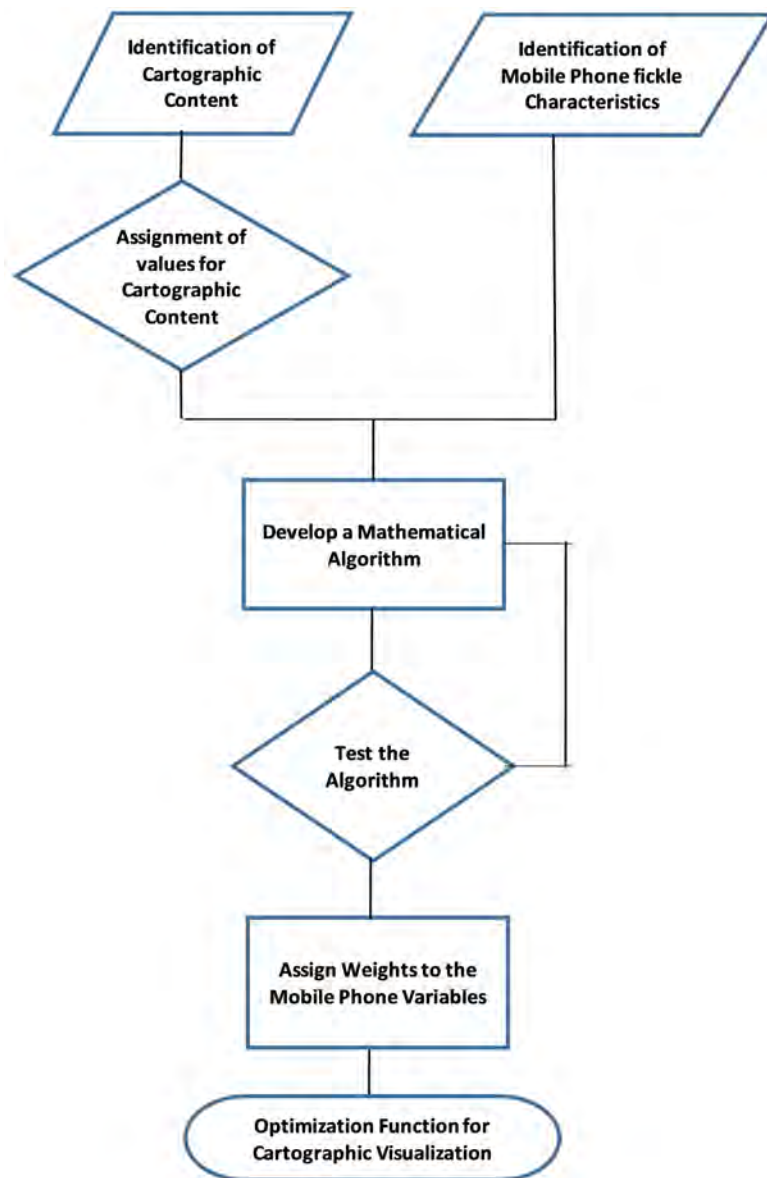 Identification of
Cartographic
Content
Identification of
Mobile Phone fickle
Characteristics
Assignment of
values for
Cartographic
Content
Develop a Mathematical
Algorithm
Test the
Algorithm
Assign Weights to the
Mobile Phone Variables
Optimization Function for
Cartographic Visualization